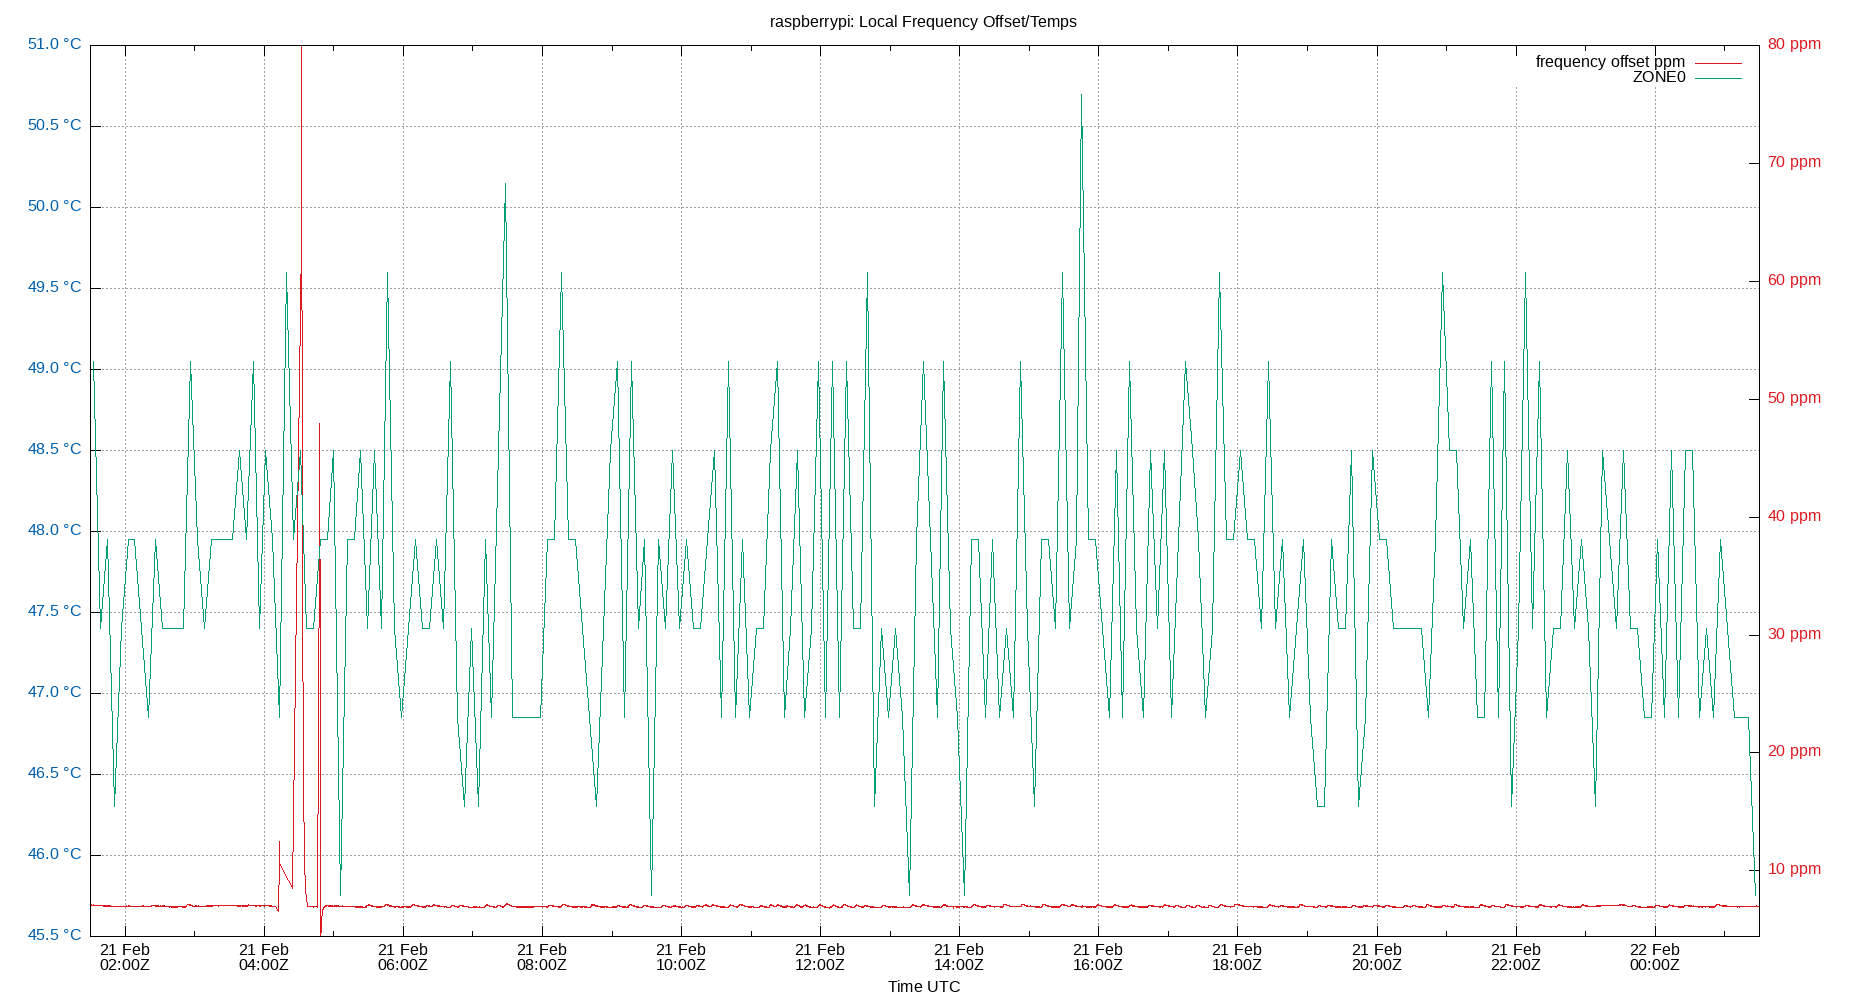 raspberrypi: Local Frequency Offset/Temps
51.0 °C
50.5 °C
50.0 °C
49.5 °C
49.0 °C
48.5 °C
48.0 °C
47.5 °C
47.0 °C
46.5 °C
46.0 °C
45.5 °C
80 ppm
70 ppm
60 ppm
50 ppm
40 ppm
30 ppm
20 ppm
10 ppm
frequency offset ppm
ZONE0
21 Feb
02:00Z
21 Feb
04:00Z
21 Feb
06:00Z
21 Feb
08:00Z
21 Feb
10:00Z
21 Feb
12:00Z
21 Feb
14:00Z
21 Feb
16:00Z
21 Feb
18:00Z
21 Feb
20:00Z
21 Feb
22:00Z
22 Feb
00:00Z
Time UTC